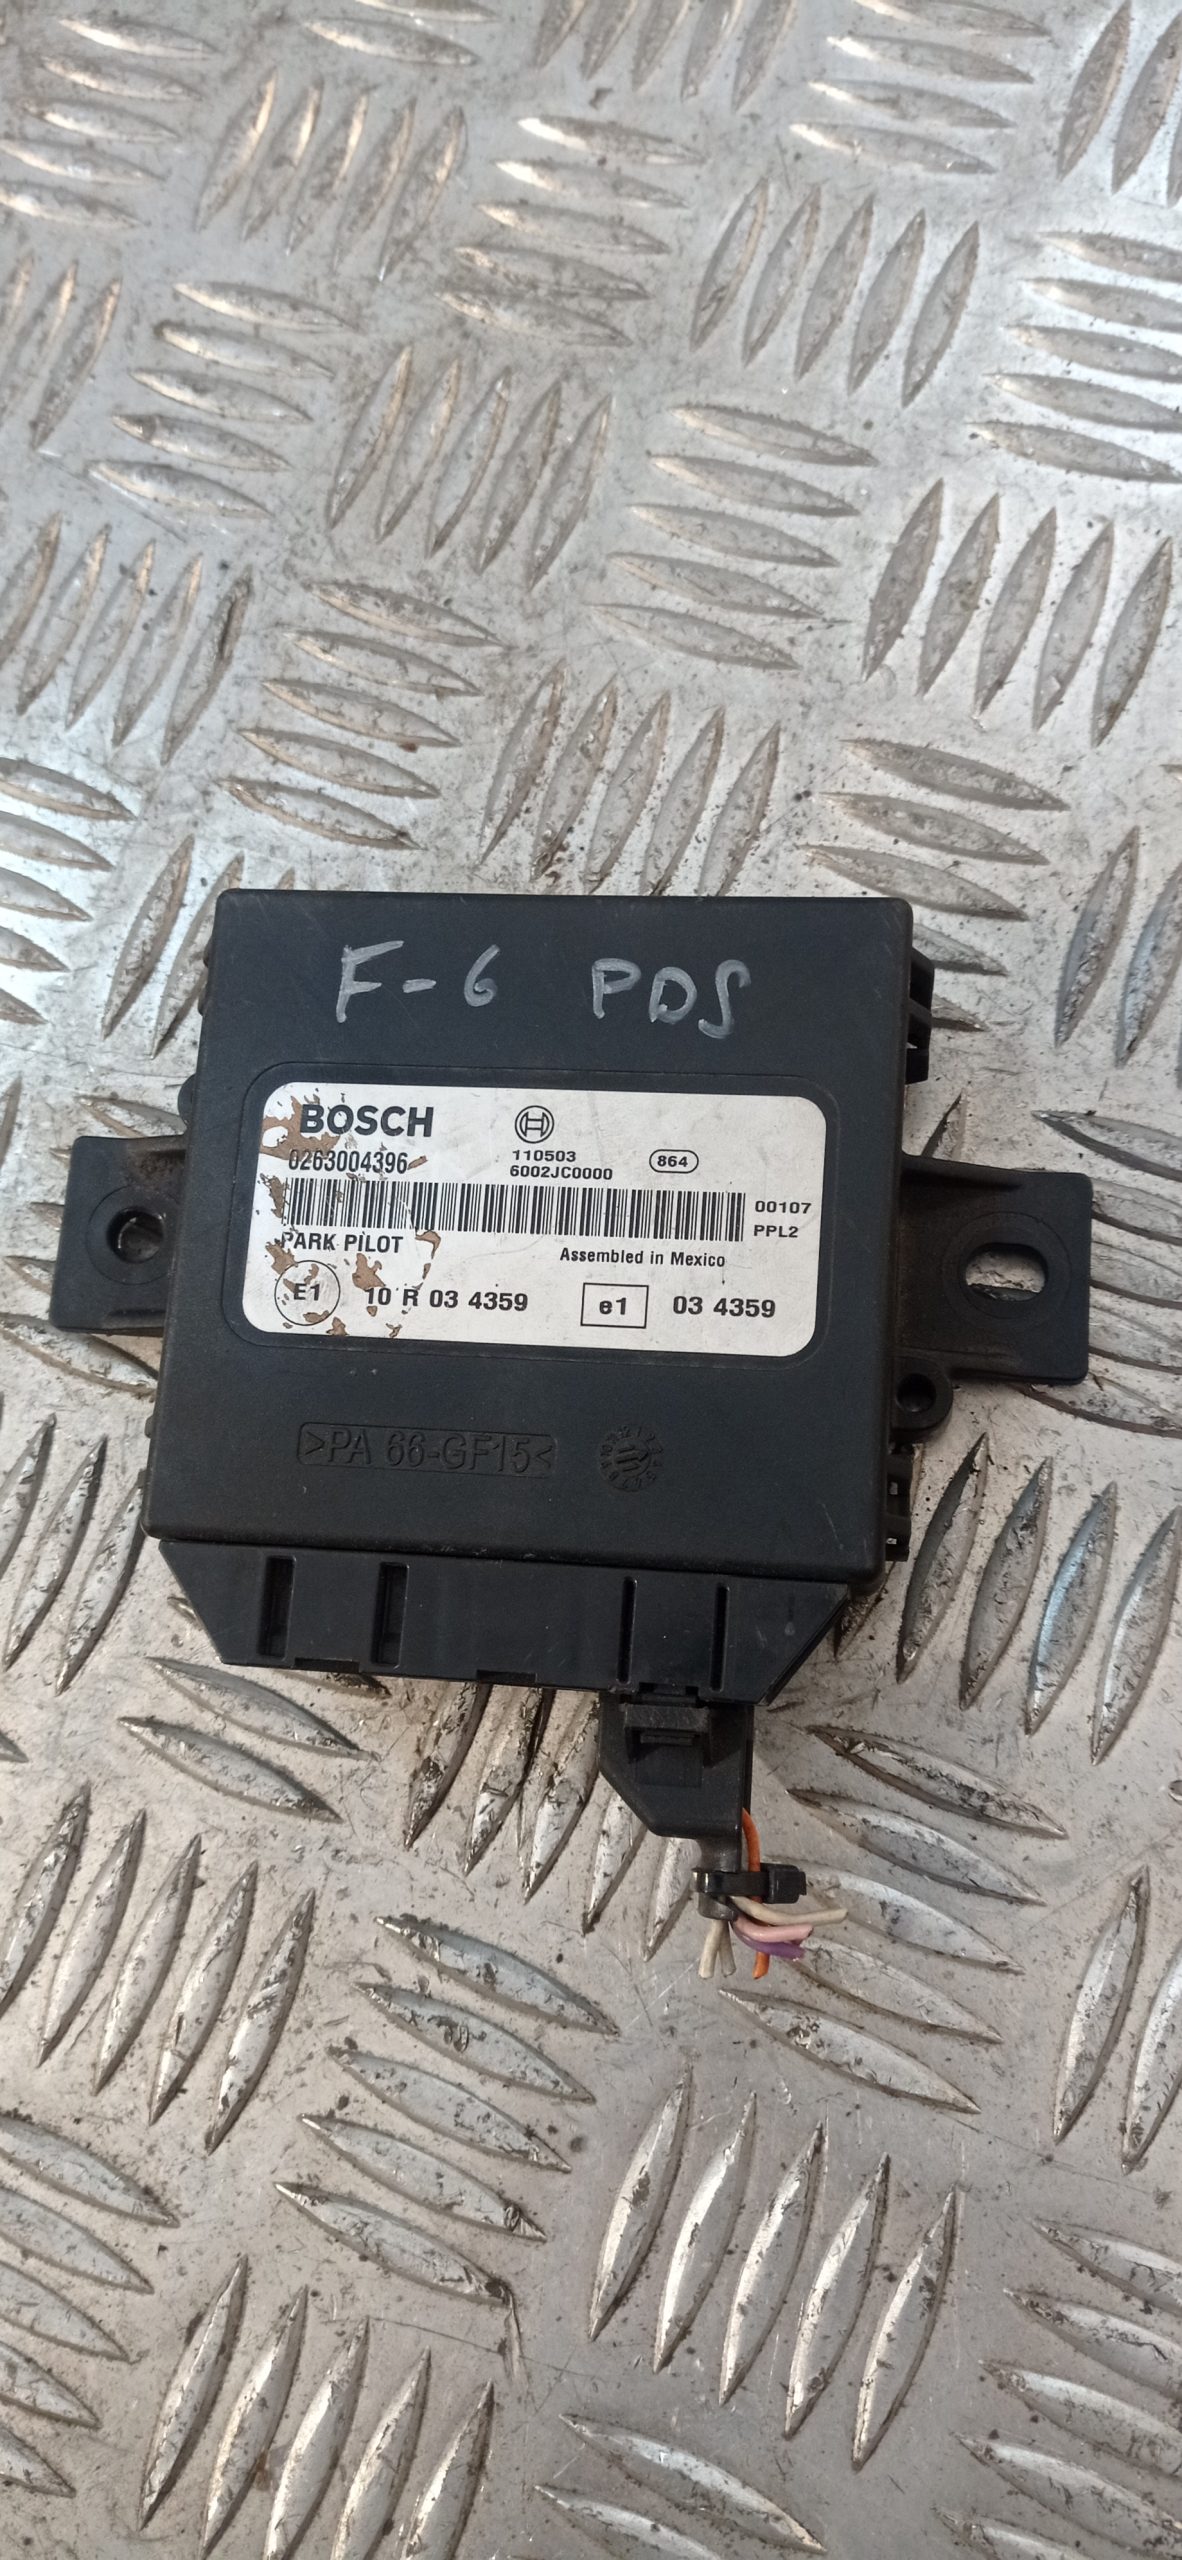 F-6 PDS
BOSCH
0263004396
110503
6002JC0000
864
00107
PPL2
PARK PILOT
Assembled in Mexico
E1 10 R 03 4359
e1 03 4359
>PA 66-GF15<